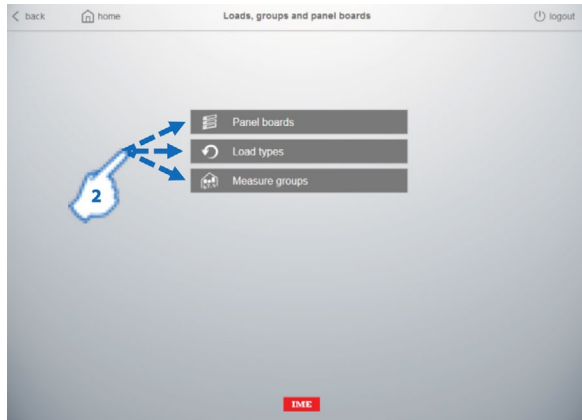 back home Loads, groups and panel boards logout
Panel boards
Load types
2
Measure groups
IME